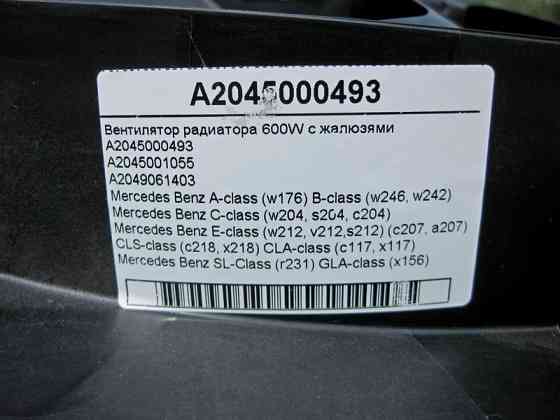 A2045000493
Вентилятор радиатора 600W с жалюзями
A2045000493
A2045001055
A2049061403
Mercedes Benz A-class (w176) B-class (w246, w242)
Mercedes Benz C-class (w204, s204, c204)
Mercedes Benz E-class (w212, v212,s212) (c207, a207)
CLS-class (c218, x218) CLA-class (c117, x117)
Mercedes Benz SL-Class (r231) GLA-class (x156)